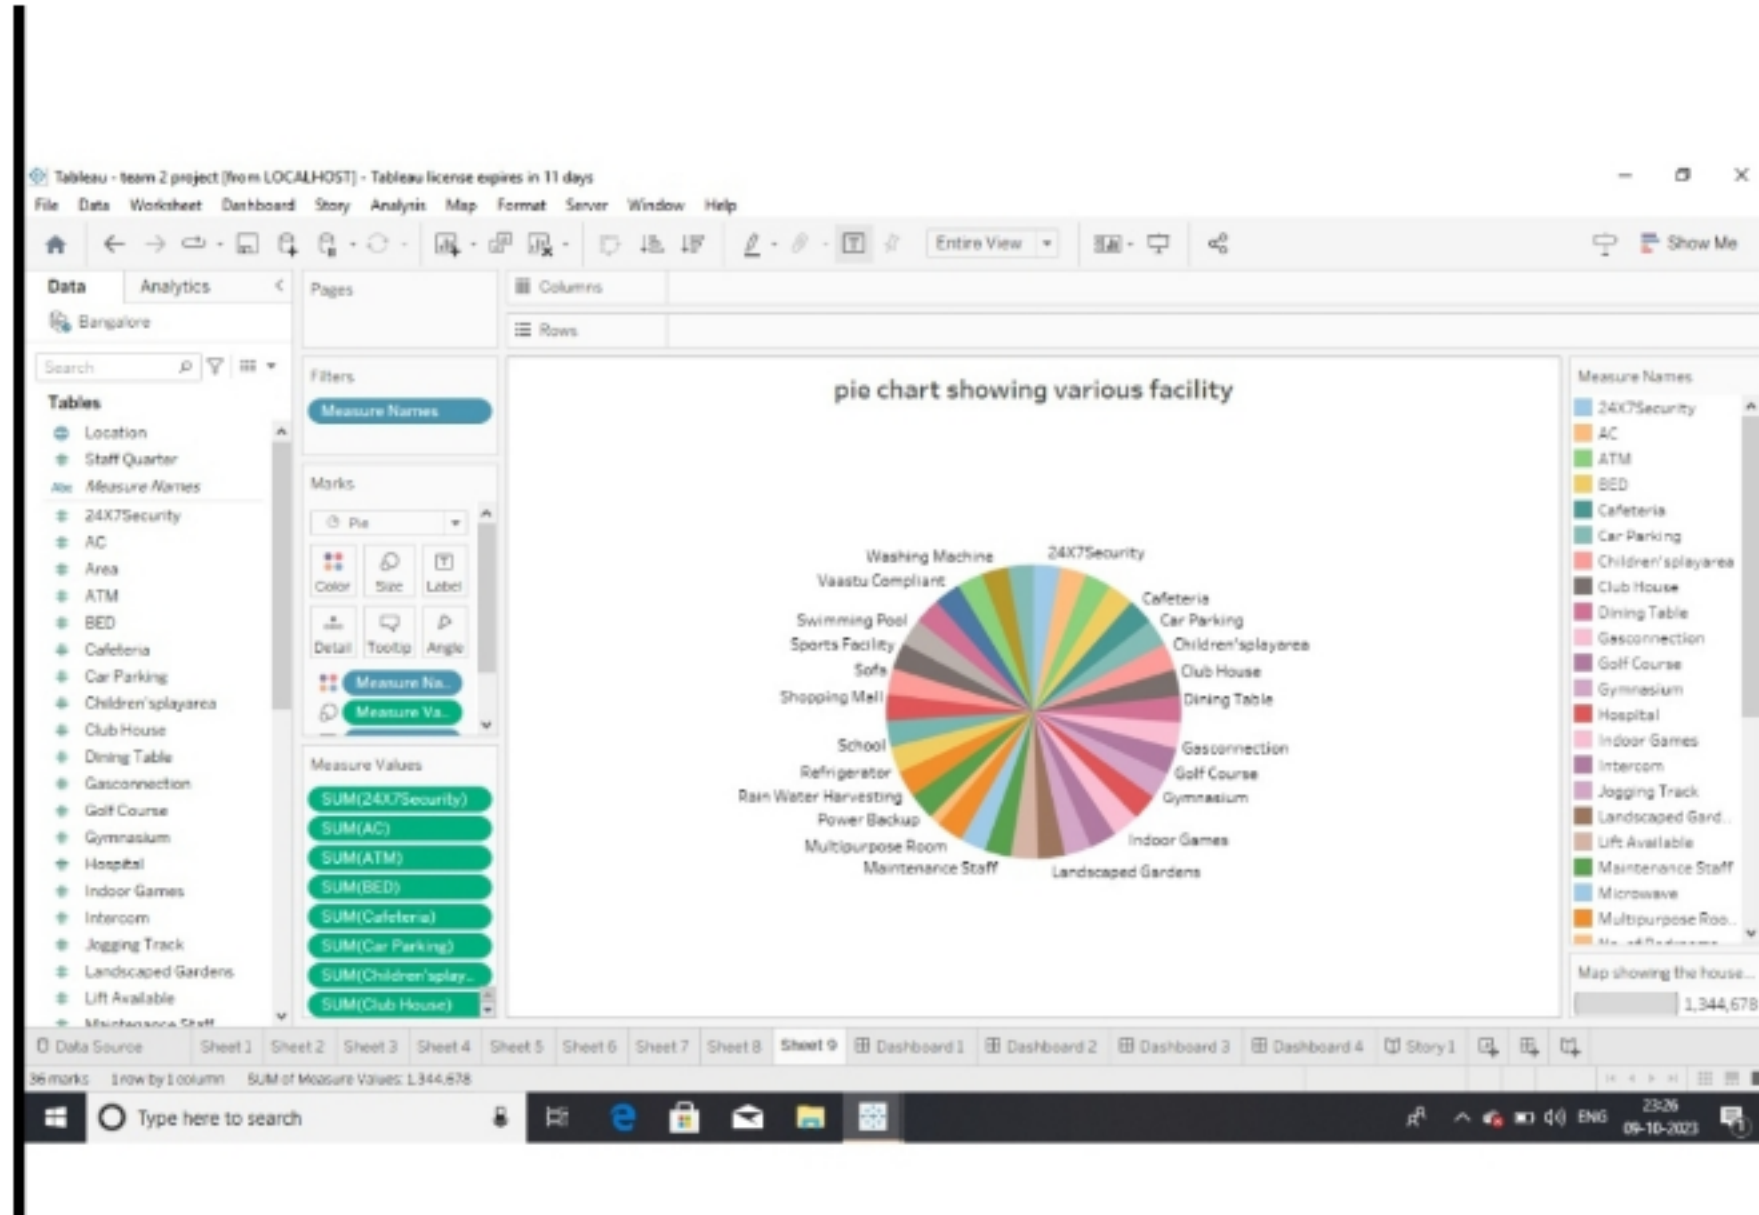 Tableau - team 2 project [from LOCALHOST] - Tableau license expires in 11 days
File Data Worksheet Dashboard Story Analysis Map Format Server Window Help
Entire View
Show Me
Data Analytics
Bangalore
Search
Tables
Location
Staff Quarter
Abc Measure Names
24X7Security
AC
Area
ATM
BED
Cafeteria
Car Parking
Children'splayarea
Club House
Dining Table
Gasconnection
Golf Course
Gymnasium
Hospital
Indoor Games
Intercom
Jogging Track
Landscaped Gardens
Lift Available
Maintenance Staff
Pages
Filters
Measure Names
Marks
Pie
Color Size Label
Detail Tooltip Angle
Measure Na..
Measure Va..
Measure Values
SUM(24X7Security)
SUM(AC)
SUM(ATM)
SUM(BED)
SUM(Cafeteria)
SUM(Car Parking)
SUM(Children'splay..
SUM(Club House)
Columns
Rows
pie chart showing various facility
Washing Machine
24X7Security
Vaastu Compliant
Cafeteria
Swimming Pool
Car Parking
Sports Facility
Children'splayarea
Sofa
Club House
Shopping Mall
Dining Table
School
Gasconnection
Refrigerator
Golf Course
Rain Water Harvesting
Gymnasium
Power Backup
Indoor Games
Multipurpose Room
Maintenance Staff
Landscaped Gardens
Measure Names
24X7Security
AC
ATM
BED
Cafeteria
Car Parking
Children'splayarea
Club House
Dining Table
Gasconnection
Golf Course
Gymnasium
Hospital
Indoor Games
Intercom
Jogging Track
Landscaped Gard..
Lift Available
Maintenance Staff
Microwave
Multipurpose Roo..
Map showing the house...
1,344,678
Data Source Sheet 1 Sheet 2 Sheet 3 Sheet 4 Sheet 5 Sheet 6 Sheet 7 Sheet 8 Sheet 9 Dashboard 1 Dashboard 2 Dashboard 3 Dashboard 4 Story 1
36 marks 1 row by 1 column SUM of Measure Values: 1,344,678
Type here to search
ENG
23:26
09-10-2023
1